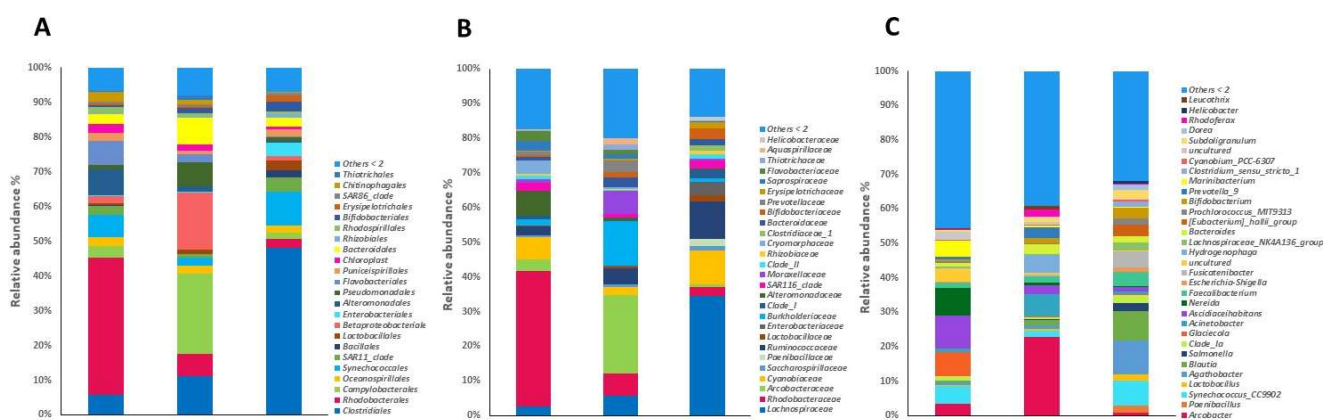 A
B
C
Relative abundance %
100%
90%
80%
70%
60%
50%
40%
30%
20%
10%
0%
Others < 2
Thiotrichales
Chitinophagales
SAR86_clade
Erysipelotrichales
Bifidobacteriales
Rhodospirillales
Rhizobiales
Bacteroidales
Chloroplast
Puniceispirillales
Flavobacteriales
Pseudomonadales
Alteromonadales
Enterobacteriales
Betaproteobacteriale
Lactobacillales
Bacillales
SAR11_clade
Synechococcales
Oceanospirillales
Campylobacterales
Rhodobacterales
Clostridiales
Relative abundance %
100%
90%
80%
70%
60%
50%
40%
30%
20%
10%
0%
Others < 2
Helicobacteraceae
Aquaspirillaceae
Thiotrichaceae
Flavobacteriaceae
Saprospiraceae
Erysipelotrichaceae
Prevotellaceae
Bifidobacteriaceae
Bacteroidaceae
Clostridiaceae_1
Cryomorphaceae
Rhizobiaceae
Clade_II
Moraxellaceae
SAR116_clade
Alteromonadaceae
Clade_I
Burkholderiaceae
Enterobacteriaceae
Lactobacillaceae
Ruminococcaceae
Paenibacillaceae
Saccharospirillaceae
Cyanobiaceae
Arcobacteraceae
Rhodobacteraceae
Lachnospiraceae
Relative abundance %
100%
90%
80%
70%
60%
50%
40%
30%
20%
10%
0%
Others < 2
Leucothrix
Helicobacter
Rhodoferax
Dorea
Subdoligranulum
uncultured
Cyanobium_PCC-6307
Clostridium_sensu_stricto_1
Marinibacterium
Prevotella_9
Bifidobacterium
Prochlorococcus_MIT9313
[Eubacterium]_hallii_group
Bacteroides
Lachnospiraceae_NK4A136_group
Hydrogenophaga
uncultured
Fusicatenibacter
Escherichia-Shigella
Faecalibacterium
Nereida
Ascidiaceihabitans
Acinetobacter
Glaciecola
Clade_Ia
Salmonella
Blautia
Agathobacter
Lactobacillus
Synechococcus_CC9902
Paenibacillus
Arcobacter